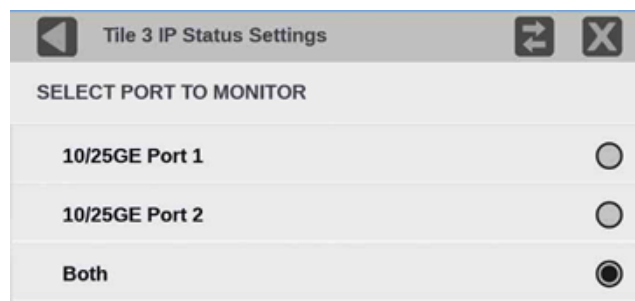 Tile 3 IP Status Settings
SELECT PORT TO MONITOR
10/25GE Port 1
10/25GE Port 2
Both